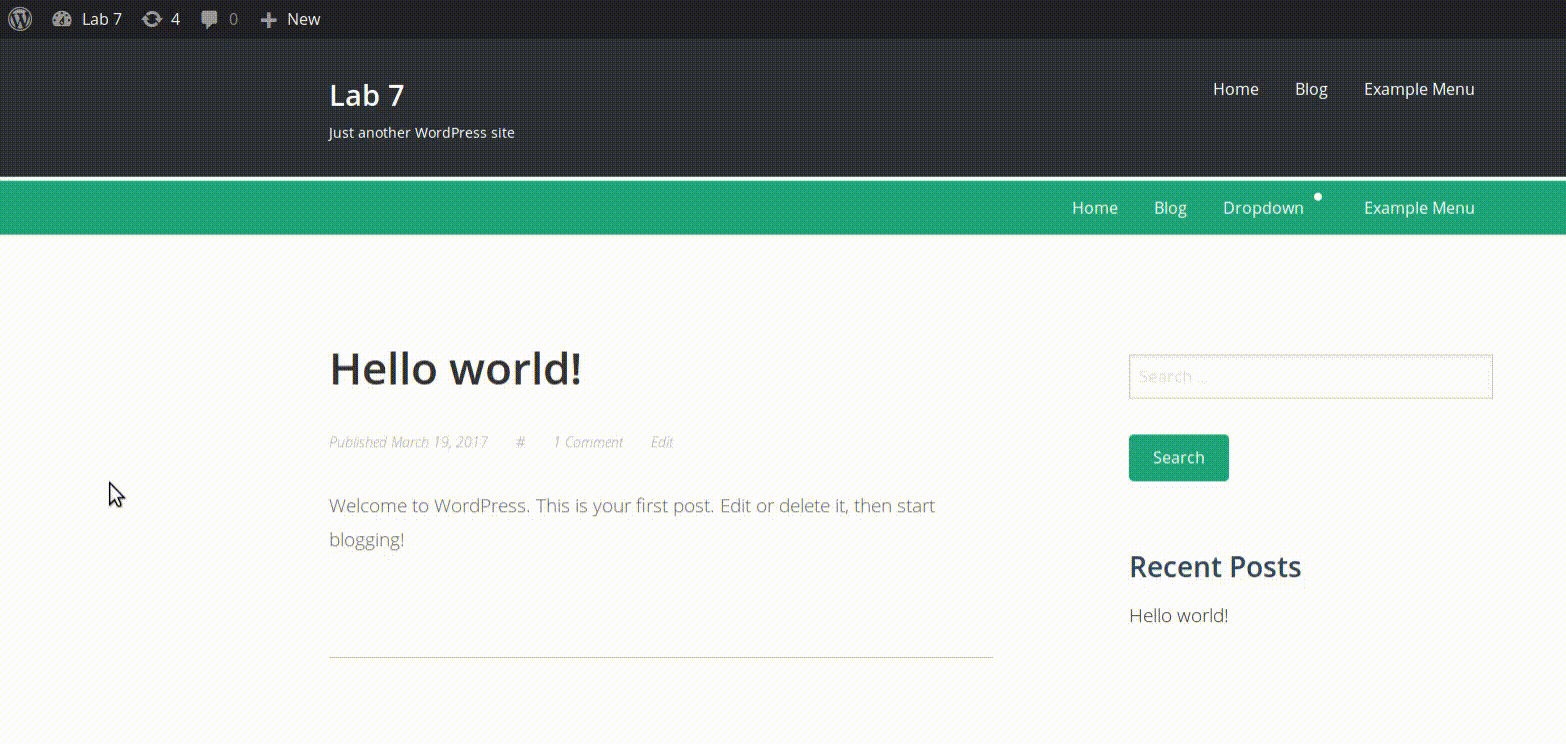 Lab 7 4 0 New
Lab 7
Just another WordPress site
Home Blog Example Menu
Home Blog Dropdown Example Menu
Hello world!
Published March 19, 2017 # 1 Comment Edit
Welcome to WordPress. This is your first post. Edit or delete it, then start
blogging!
Search ...
Search
Recent Posts
Hello world!